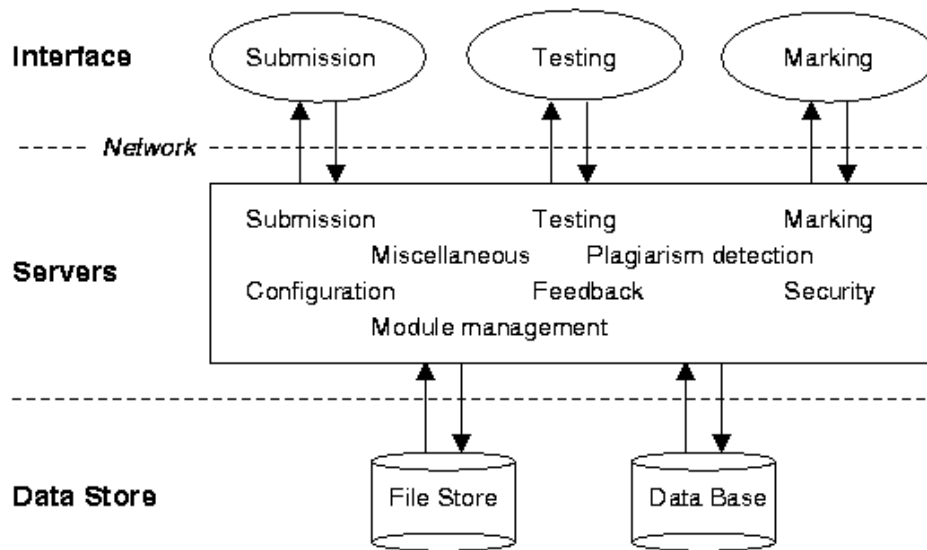 Interface Submission Testing Marking
Network
Submission Testing Marking
Miscellaneous Plagiarism detection
Servers
Configuration Feedback Security
Module management
Data Store File Store Data Base